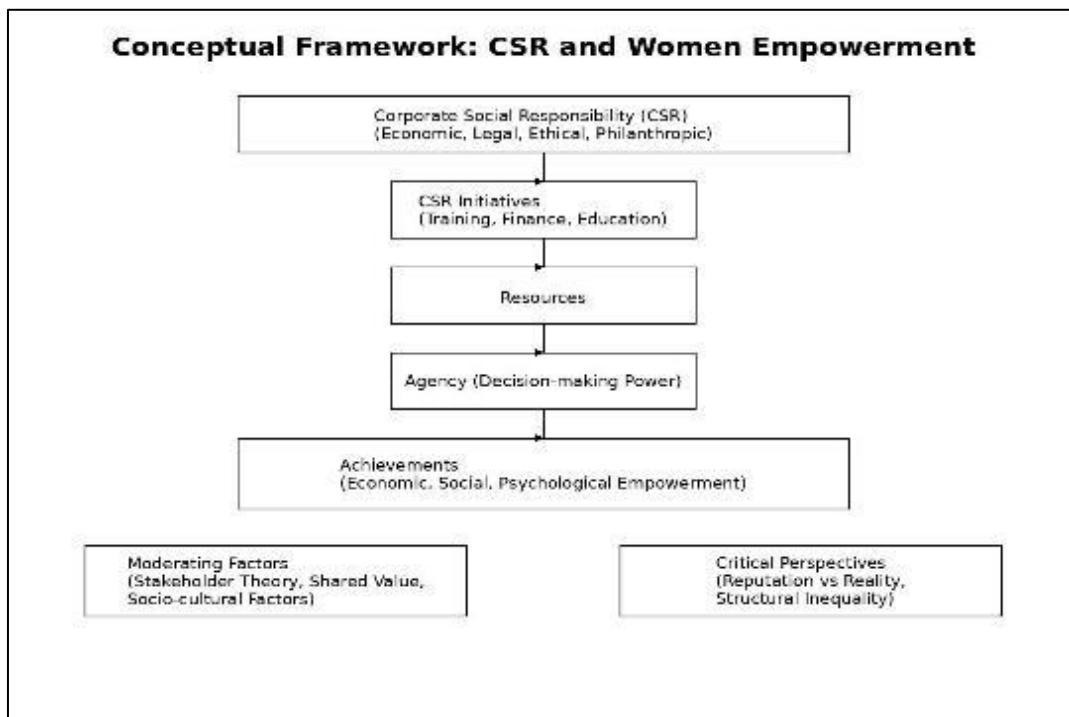 Conceptual Framework: CSR and Women Empowerment
Corporate Social Responsibility (CSR)
(Economic, Legal, Ethical, Philanthropic)
CSR Initiatives
(Training, Finance, Education)
Resources
Agency (Decision-making Power)
Achievements
(Economic, Social, Psychological Empowerment)
Moderating Factors
(Stakeholder Theory, Shared Value,
Socio-cultural Factors)
Critical Perspectives
(Reputation vs Reality,
Structural Inequality)